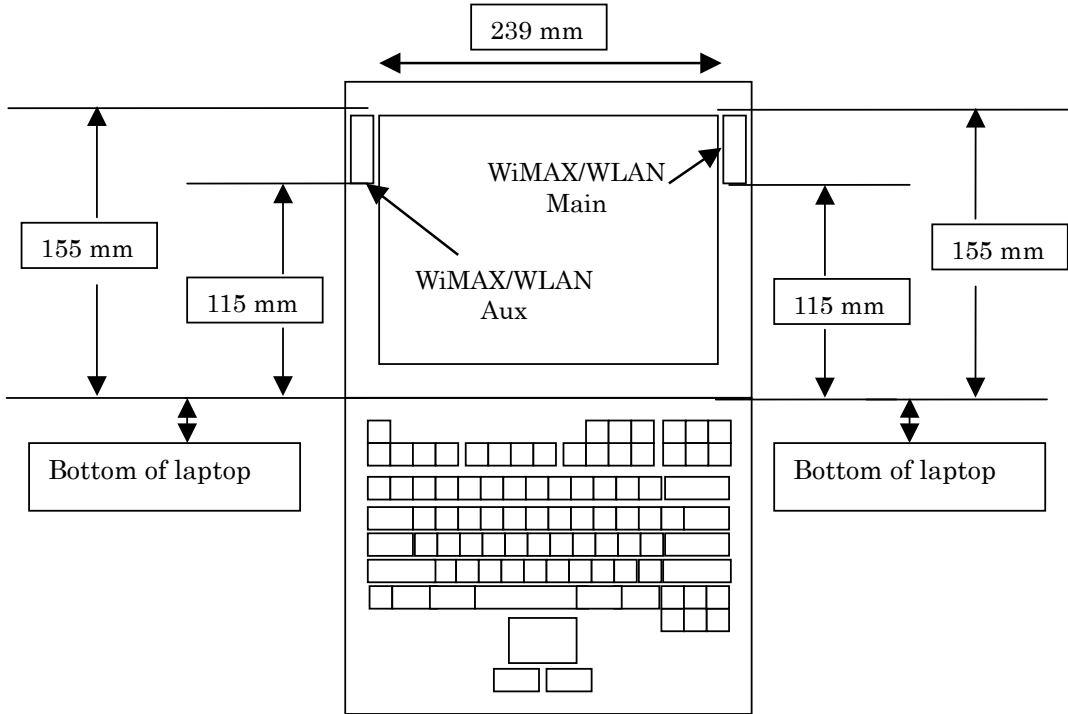 239 mm
WiMAX/WLAN
Main
155 mm
155 mm
WiMAX/WLAN
Aux
115 mm
115 mm
Bottom of laptop
Bottom of laptop